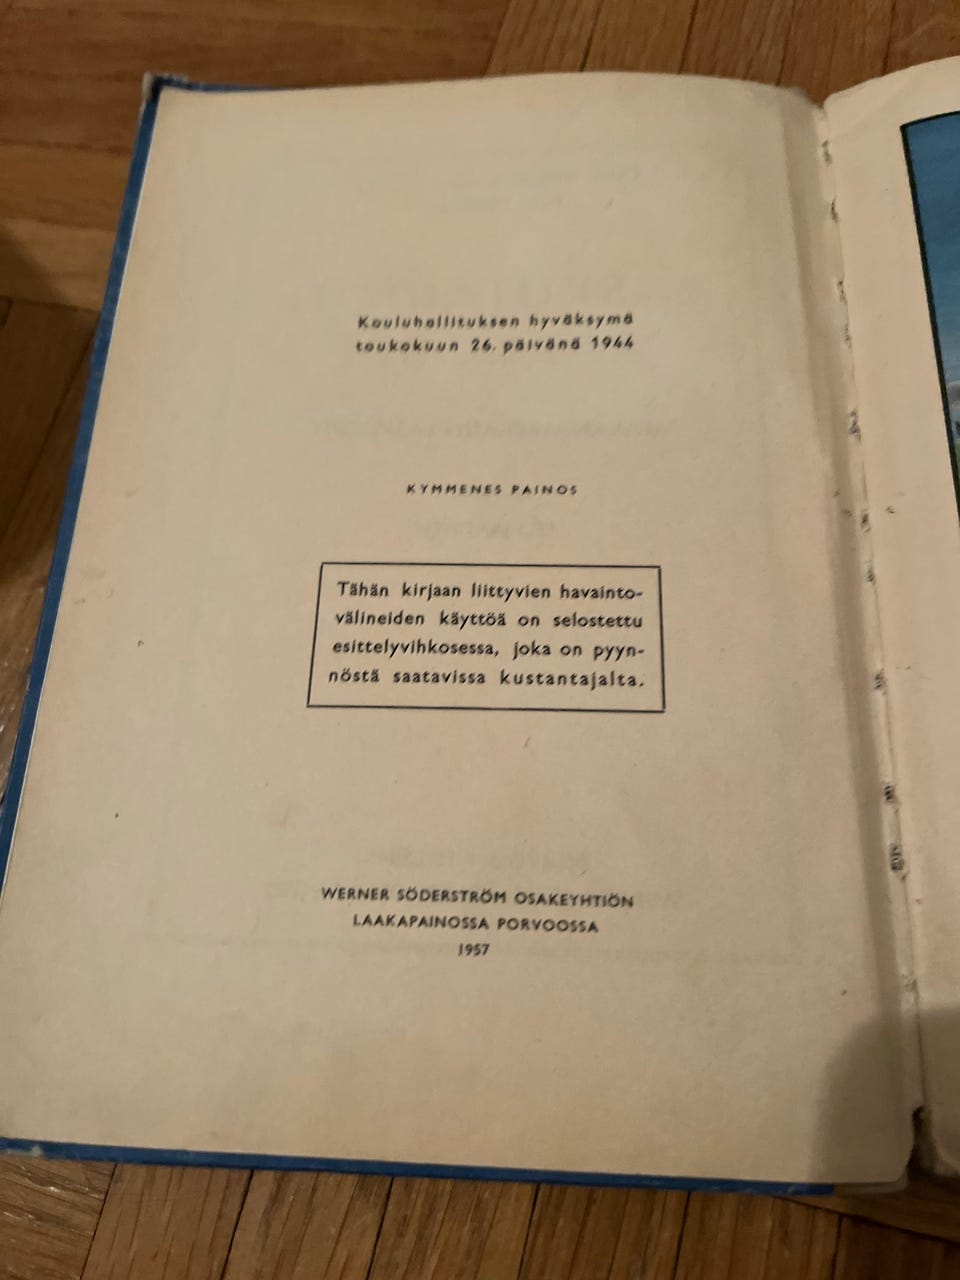 Kouluhallituksen hyväksymä
toukokuun 26. päivänä 1944
KYMMENES PAINOS
Tähän kirjaan liittyvien havainto-
välineiden käyttöä on selostettu
esittelyvihkosessa, joka on pyyn-
nöstä saatavissa kustantajalta.
WERNER SÖDERSTRÖM OSAKEYHTIÖN
LAAKAPAINOSSA PORVOOSSA
1957